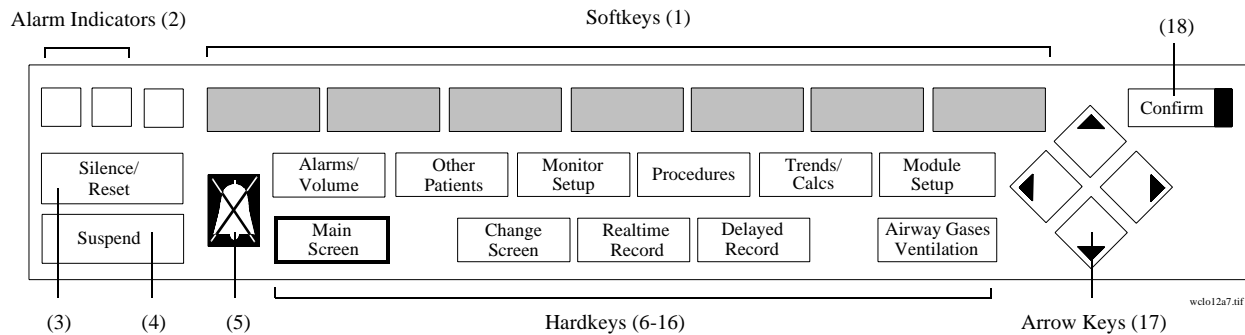 Alarm Indicators (2)
Softkeys (1)
(18)
Confirm
Silence/
Reset
Alarms/
Volume
Other
Patients
Monitor
Setup
Procedures
Trends/
Calcs
Module
Setup
Suspend
Main
Screen
Change
Screen
Realtime
Record
Delayed
Record
Airway Gases
Ventilation
wclo12a7.tif
(3)
(4)
(5)
Hardkeys (6-16)
Arrow Keys (17)